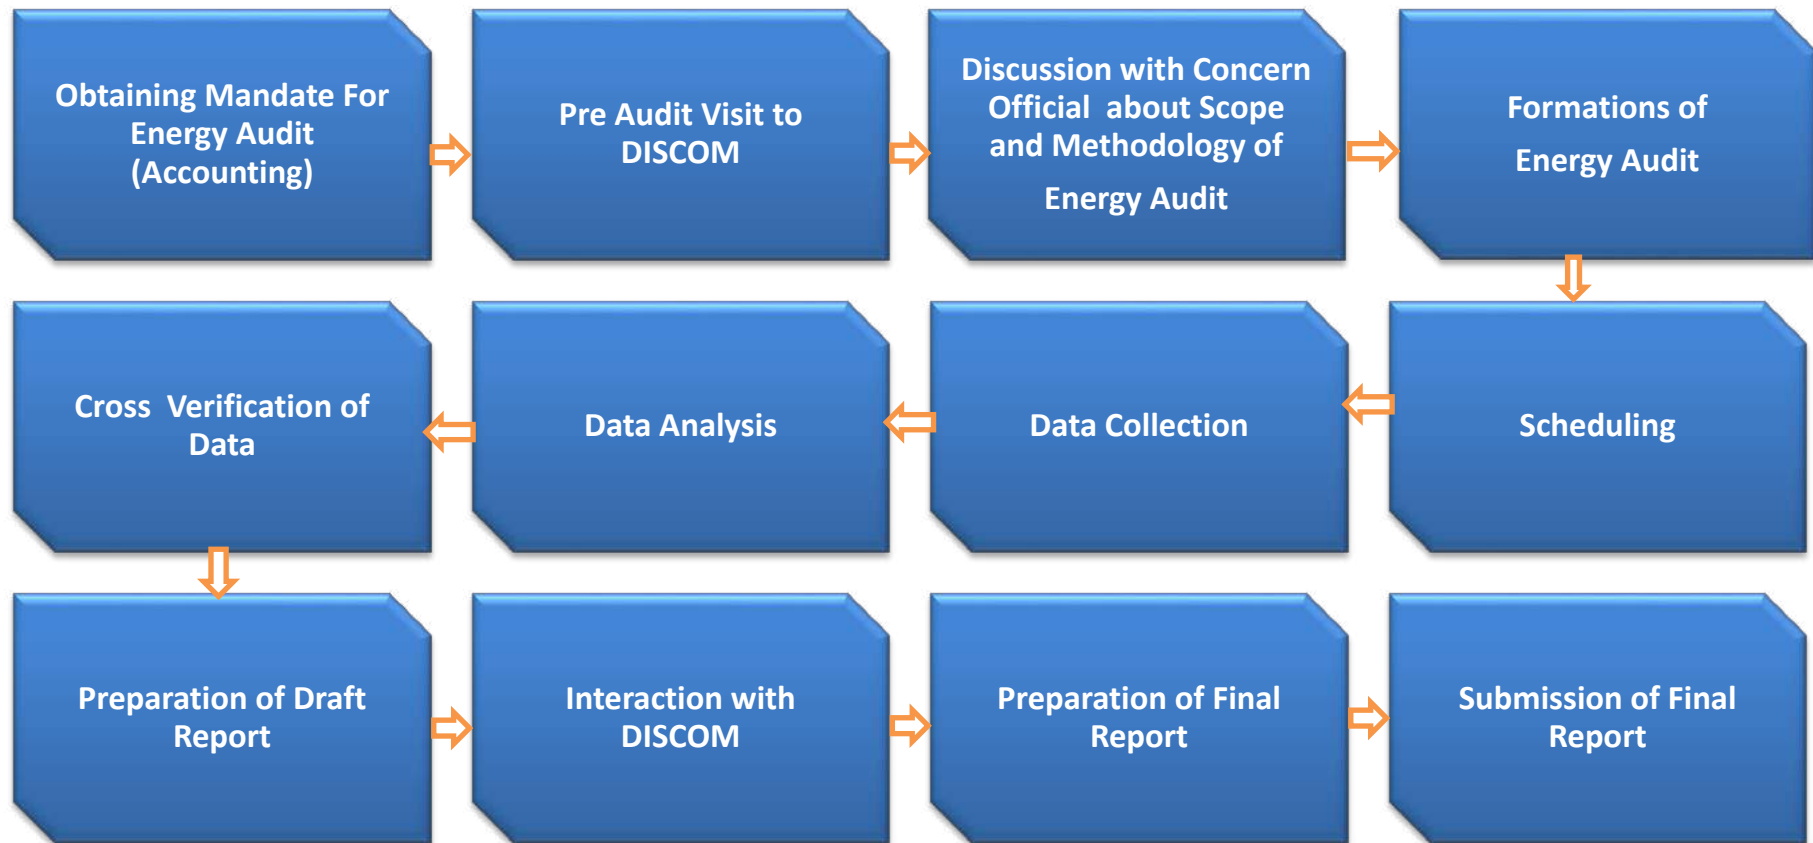 Obtaining Mandate For
Energy Audit
(Accounting)
Pre Audit Visit to
DISCOM
Discussion with Concern
Official about Scope
and Methodology of
Energy Audit
Formations of
Energy Audit
Scheduling
Data Collection
Data Analysis
Cross Verification of
Data
Preparation of Draft
Report
Interaction with
DISCOM
Preparation of Final
Report
Submission of Final
Report